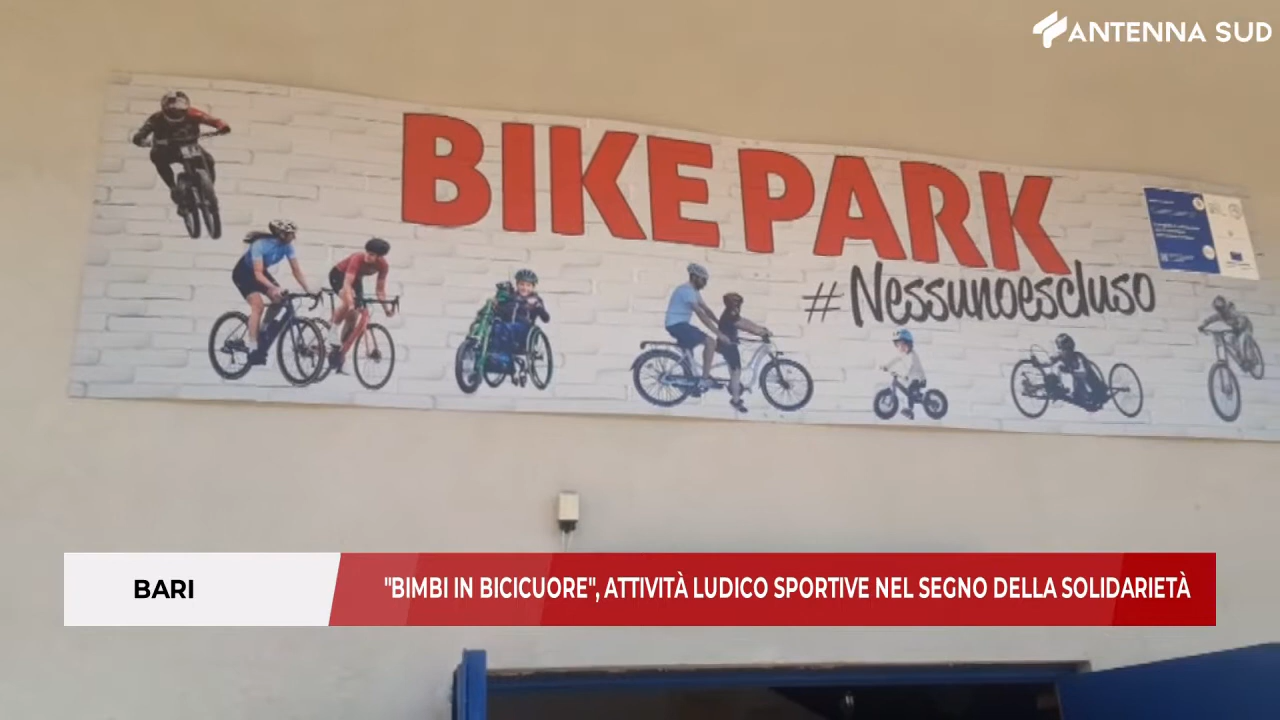 ANTENNA SUD
BIKE PARK
#Nessunoescluso
BARI
"BIMBI IN BICICUORE", ATTIVITÀ LUDICO SPORTIVE NEL SEGNO DELLA SOLIDARIETÀ